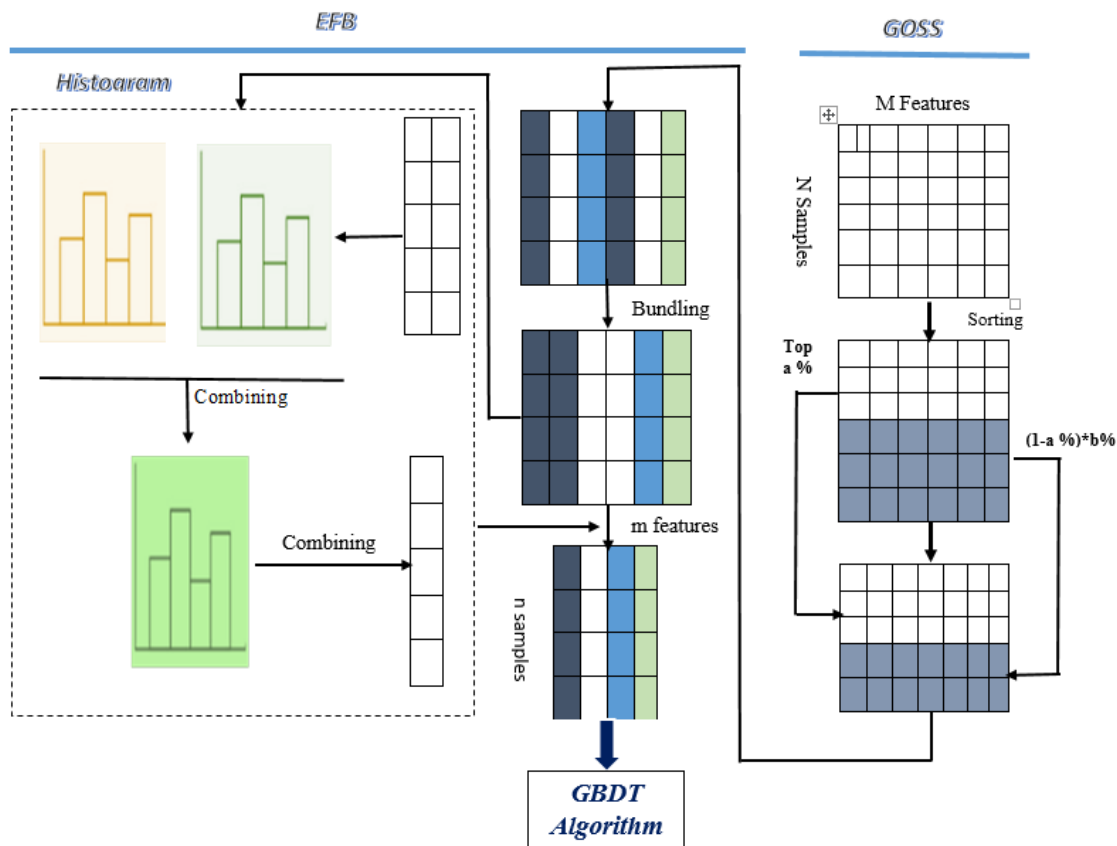 EFB
GOSS
Histoaram
M Features
N Samples
Sorting
Top
a %
(1-a %)*b%
Bundling
Combining
Combining
m features
n samples
GBDT
Algorithm